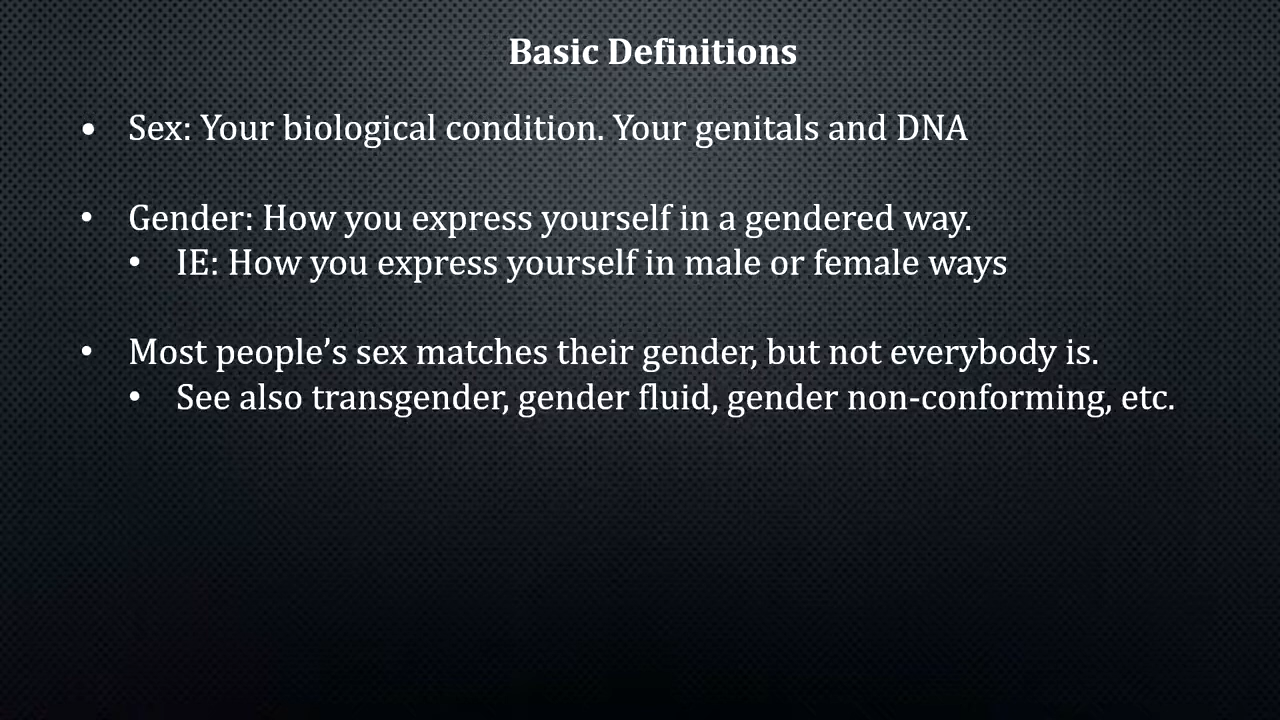 Basic Definitions
• Sex: Your biological condition. Your genitals and DNA
• Gender: How you express yourself in a gendered way.
• IE: How you express yourself in male or female ways
• Most people’s sex matches their gender, but not everybody is.
• See also transgender, gender fluid, gender non-conforming, etc.